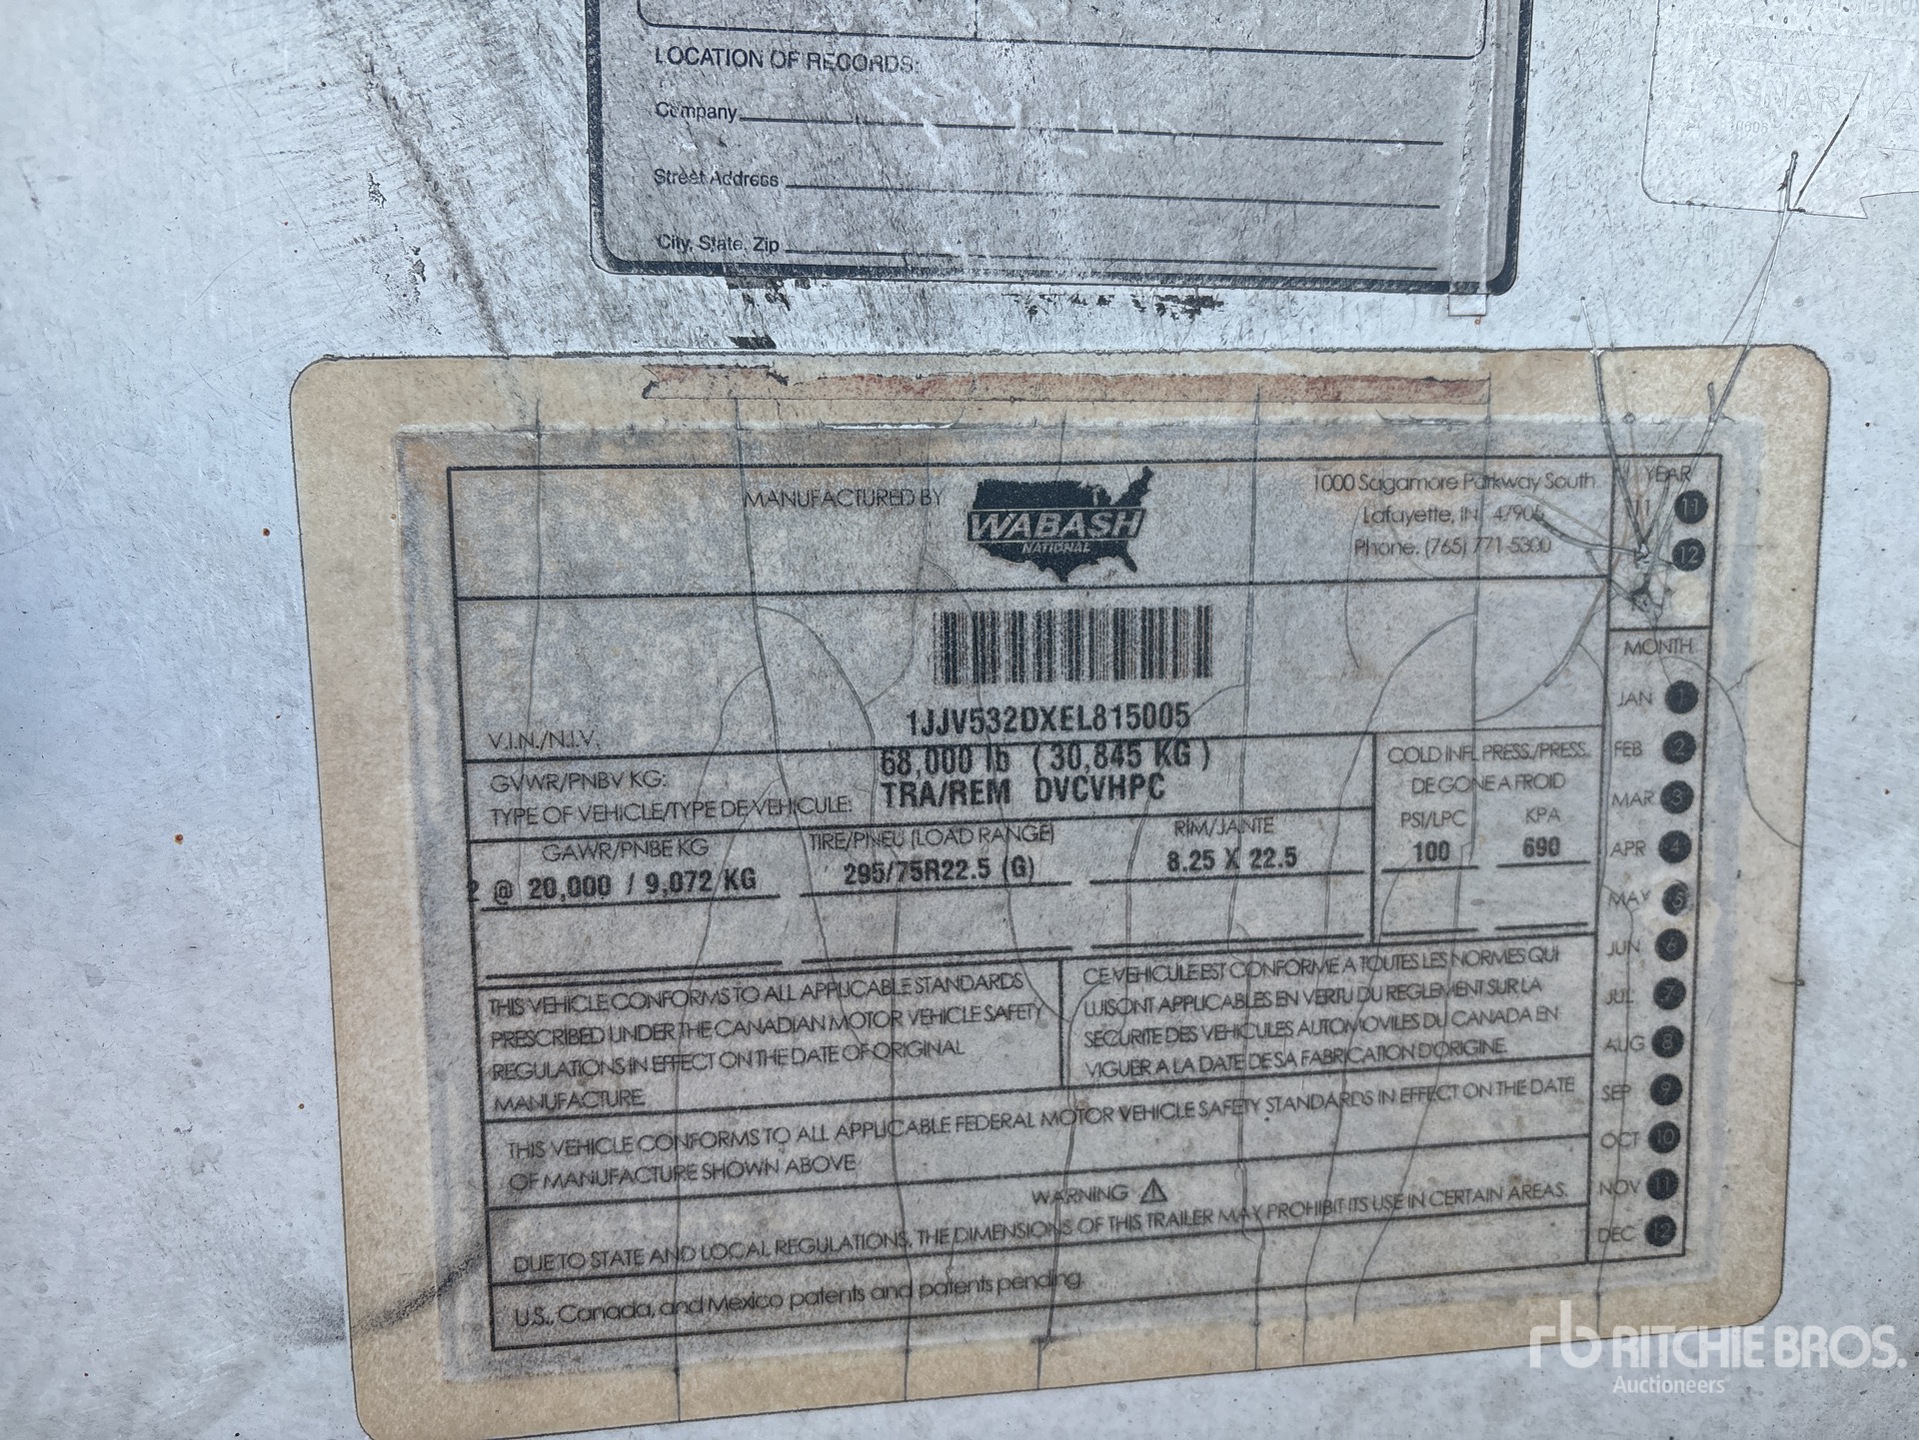 LOCATION OF RECORDS:
Company
Street Address
City, State, Zip
SMART
MANUFACTURED BY
WABASH
NATIONAL
1000 Sagamore Parkway South
Lafayette, IN 47905
Phone. (765) 771-5300
YEAR
11
12
1JJV532DXEL815005
V.I.N./N.I.V.
GVWR/PNBV KG:
68,000 lb (30,845 KG)
TYPE OF VEHICLE/TYPE DE VEHICULE:
TRA/REM DVCVHPC
COLD INFL. PRESS./PRESS.
DE GONE A FROID
GAWR/PNBE KG
TIRE/PNEU (LOAD RANGE)
RIM/JANTE
PSI/LPC
KPA
2 @ 20,000 / 9,072 KG
295/75R22.5 (G)
8.25 X 22.5
100
690
MONTH
JAN 1
FEB 2
MAR 3
APR 4
MAY 5
JUN 6
JUL 7
AUG 8
SEP 9
OCT 10
NOV 11
DEC 12
THIS VEHICLE CONFORMS TO ALL APPLICABLE STANDARDS
PRESCRIBED UNDER THE CANADIAN MOTOR VEHICLE SAFETY
REGULATIONS IN EFFECT ON THE DATE OF ORIGINAL
MANUFACTURE.
CE VEHICULE EST CONFORME A TOUTES LES NORMES QUI
LUI SONT APPLICABLES EN VERTU DU REGLEMENT SUR LA
SECURITE DES VEHICULES AUTOMOVILES DU CANADA EN
VIGUER A LA DATE DE SA FABRICATION D'ORIGINE.
THIS VEHICLE CONFORMS TO ALL APPLICABLE FEDERAL MOTOR VEHICLE SAFETY STANDARDS IN EFFECT ON THE DATE
OF MANUFACTURE SHOWN ABOVE
WARNING
DUE TO STATE AND LOCAL REGULATIONS, THE DIMENSIONS OF THIS TRAILER MAY PROHIBIT ITS USE IN CERTAIN AREAS.
U.S., Canada, and Mexico patents and patents pending.
rb RITCHIE BROS.
Auctioneers